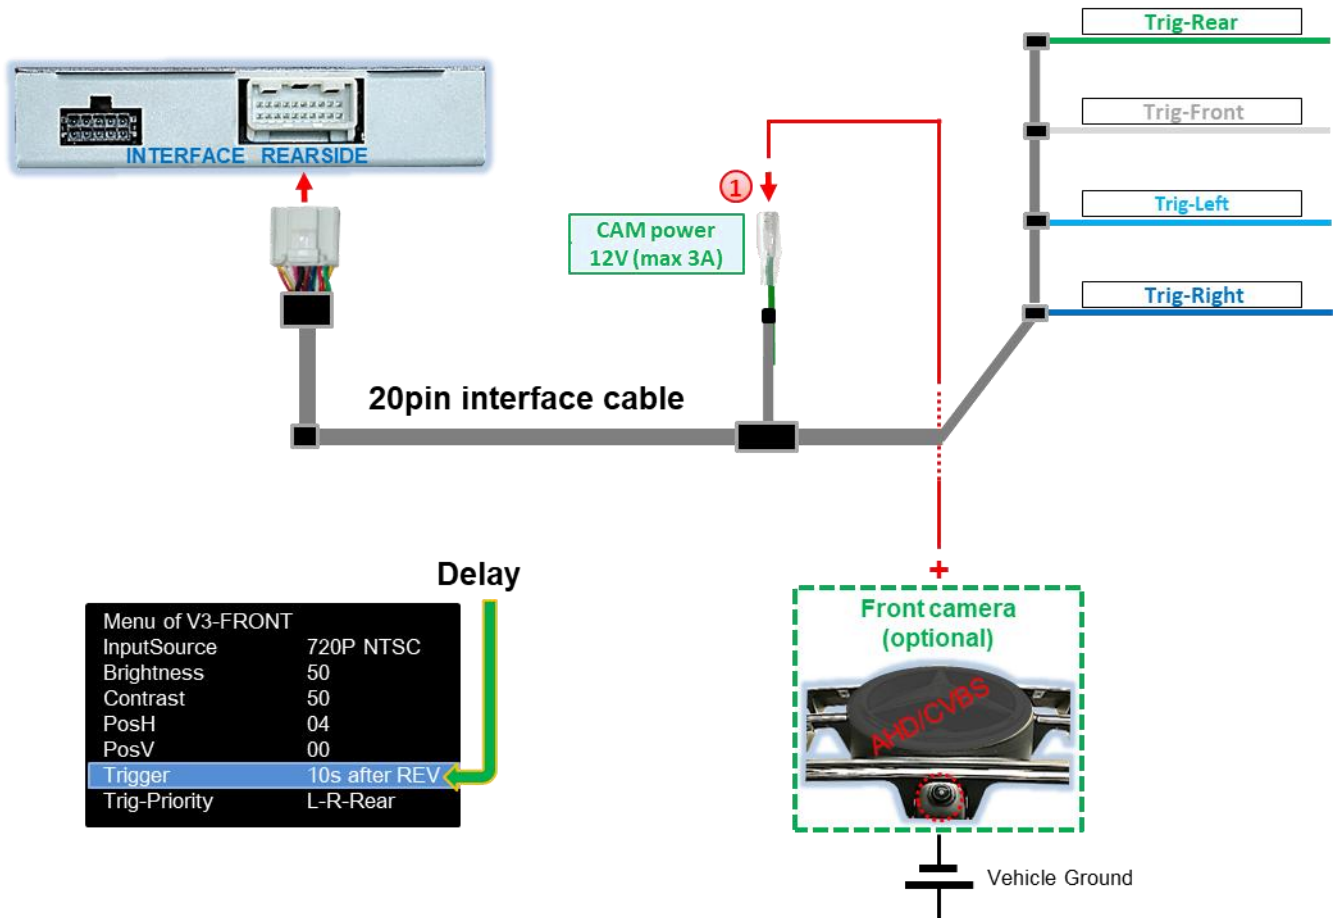 Trig-Rear
Trig-Front
Trig-Left
Trig-Right
INTERFACE REARSIDE
1
CAM power
12V (max 3A)
20pin interface cable
Delay
Menu of V3-FRONT
InputSource 720P NTSC
Brightness 50
Contrast 50
PosH 04
PosV 00
Trigger 10s after REV
Trig-Priority L-R-Rear
+
Front camera
(optional)
AHD/CVBS
Vehicle Ground